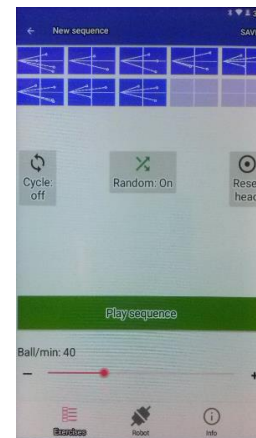 New sequence SAV
Cycle: Random: On Rese
off head
Play sequence
Ball/min: 40
− +
Exercises Robot Info